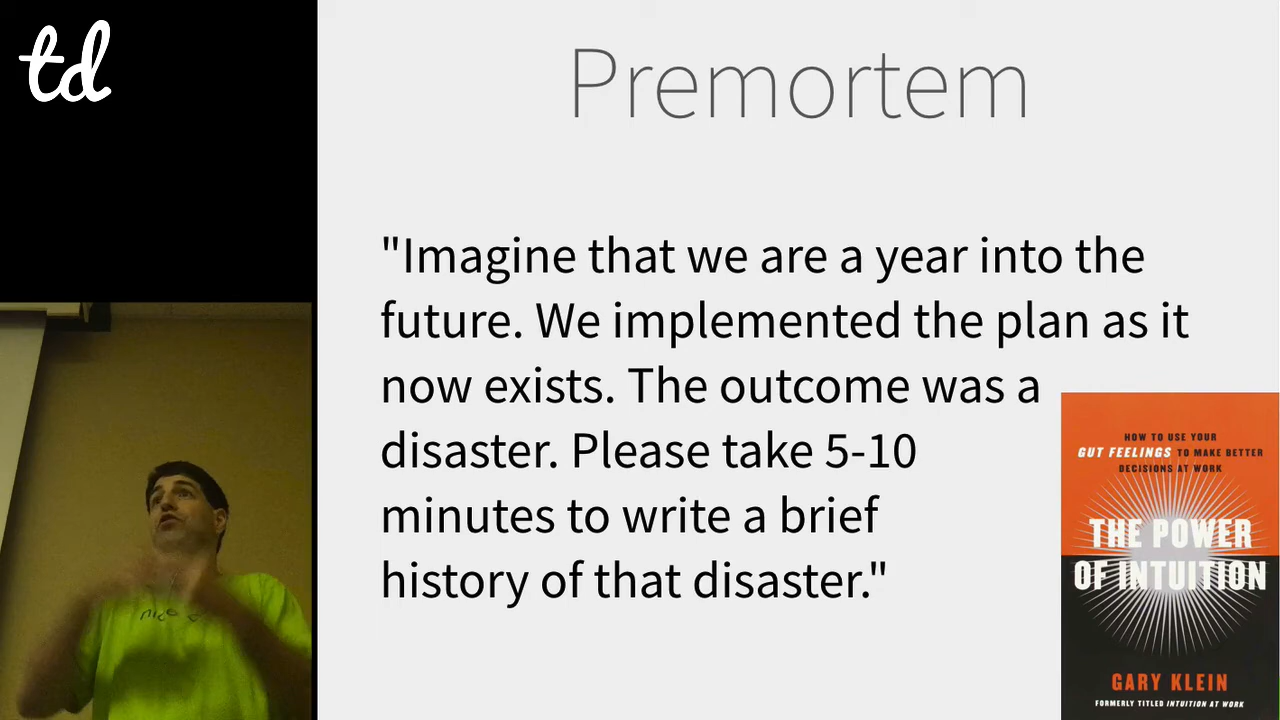 td
Premortem
"Imagine that we are a year into the
future. We implemented the plan as it
now exists. The outcome was a
disaster. Please take 5-10
minutes to write a brief
history of that disaster."
HOW TO USE YOUR
GUT FEELINGS TO MAKE BETTER
DECISIONS AT WORK
THE POWER
OF INTUITION
GARY KLEIN
FORMERLY TITLED INTUITION AT WORK